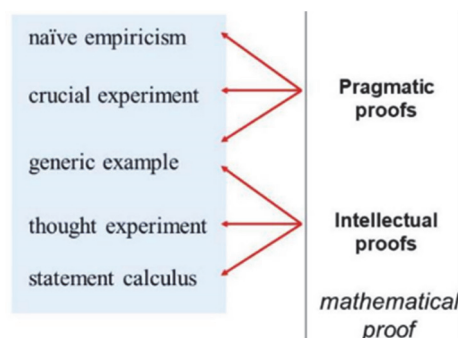 naïve empiricism
crucial experiment
generic example
thought experiment
statement calculus
Pragmatic
proofs
Intellectual
proofs
mathematical
proof